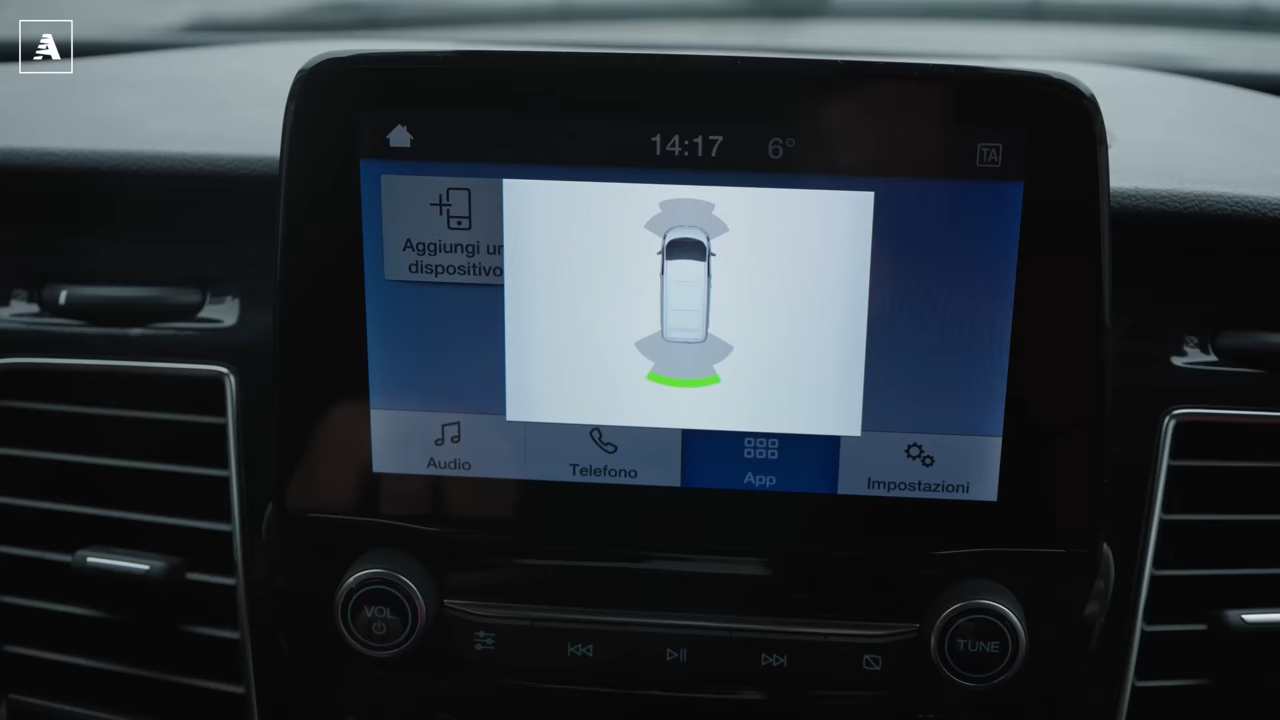 A
14:17 6°
TA
Aggiungi un
dispositivo
Audio
Telefono
App
Impostazioni
VOL
TUNE